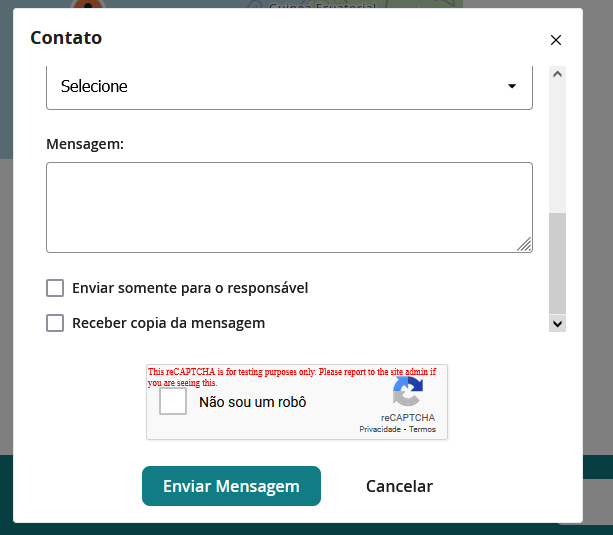 Guinea Ecuatorial
Contato
Selecione
Mensagem:
Enviar somente para o responsável
Receber copia da mensagem
This reCAPTCHA is for testing purposes only. Please report to the site admin if
you are seeing this.
Não sou um robô
reCAPTCHA
Privacidade - Termos
Enviar Mensagem
Cancelar